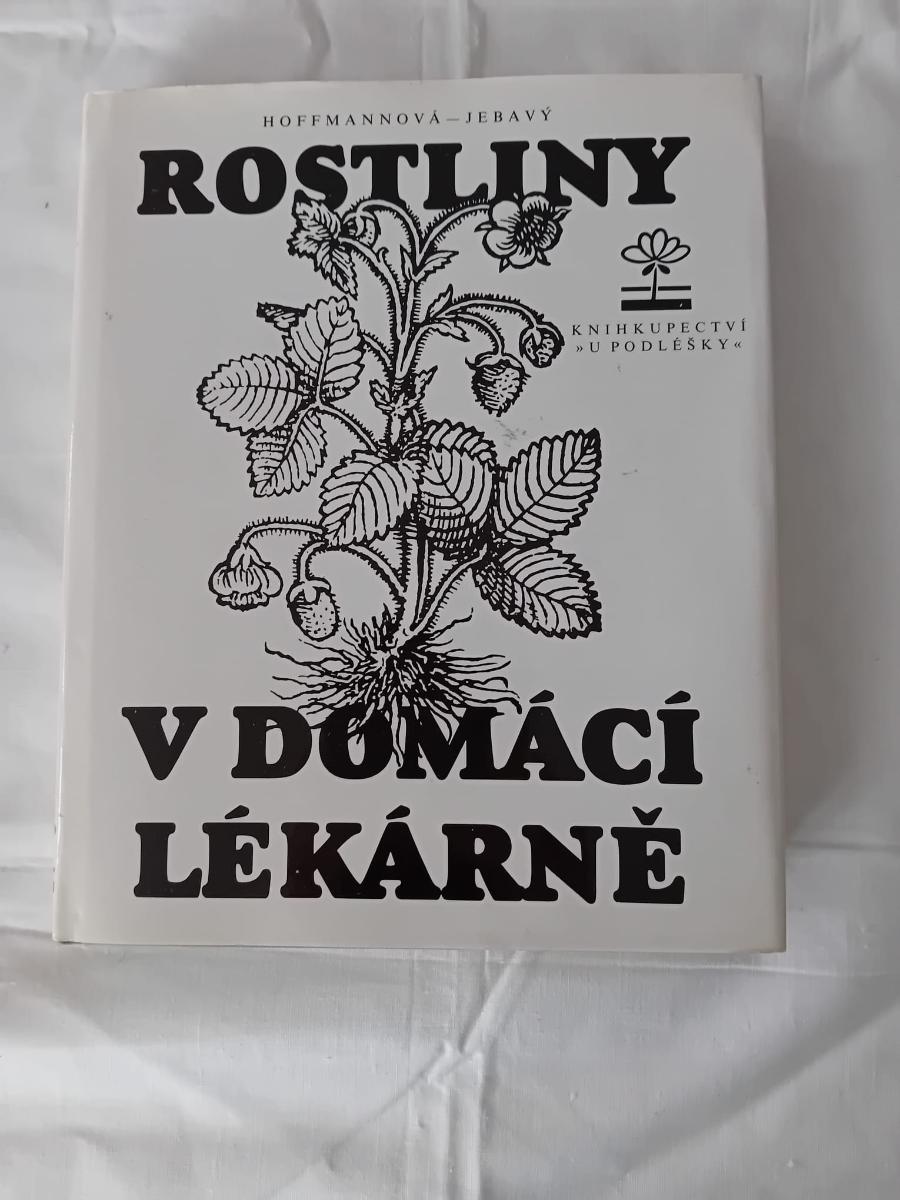 HOFFMANNOVÁ – JEBAVÝ
ROSTLINY
KNIHKUPECTVÍ
»U PODLÉŠKY«
V DOMÁCÍ
LÉKÁRNĚ